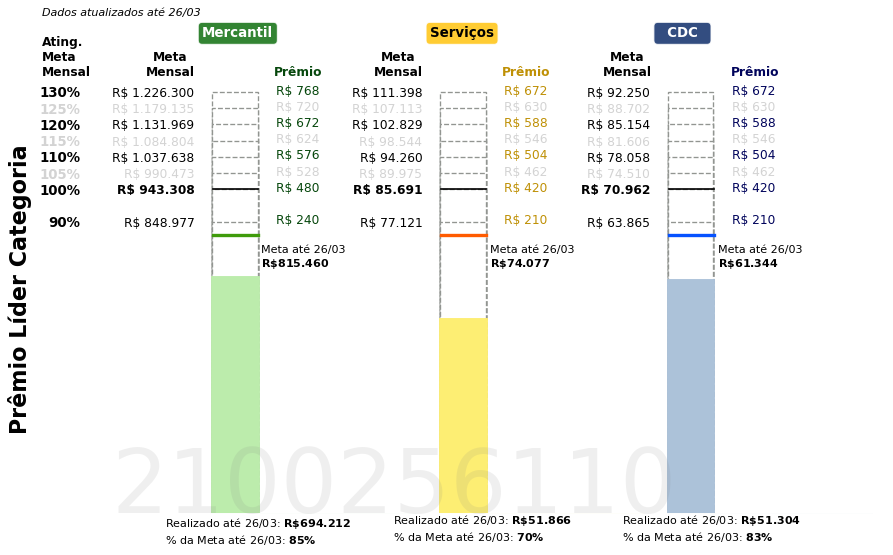 Dados atualizados até 26/03
Mercantil Serviços CDC
Ating.
Meta
Mensal
Meta
Mensal
Prêmio
Meta
Mensal
Prêmio
Meta
Mensal
Prêmio
130% R$ 1.226.300 R$ 768 R$ 111.398 R$ 672 R$ 92.250 R$ 672
125% R$ 1.179.135 R$ 720 R$ 107.113 R$ 630 R$ 88.702 R$ 630
120% R$ 1.131.969 R$ 672 R$ 102.829 R$ 588 R$ 85.154 R$ 588
115% R$ 1.084.804 R$ 624 R$ 98.544 R$ 546 R$ 81.606 R$ 546
110% R$ 1.037.638 R$ 576 R$ 94.260 R$ 504 R$ 78.058 R$ 504
105% R$ 990.473 R$ 528 R$ 89.975 R$ 462 R$ 74.510 R$ 462
100% R$ 943.308 R$ 480 R$ 85.691 R$ 420 R$ 70.962 R$ 420
90% R$ 848.977 R$ 240 R$ 77.121 R$ 210 R$ 63.865 R$ 210
Meta até 26/03
R$815.460
Meta até 26/03
R$74.077
Meta até 26/03
R$61.344
Prêmio Líder Categoria
2100256110
Realizado até 26/03: R$694.212
% da Meta até 26/03: 85%
Realizado até 26/03: R$51.866
% da Meta até 26/03: 70%
Realizado até 26/03: R$51.304
% da Meta até 26/03: 83%